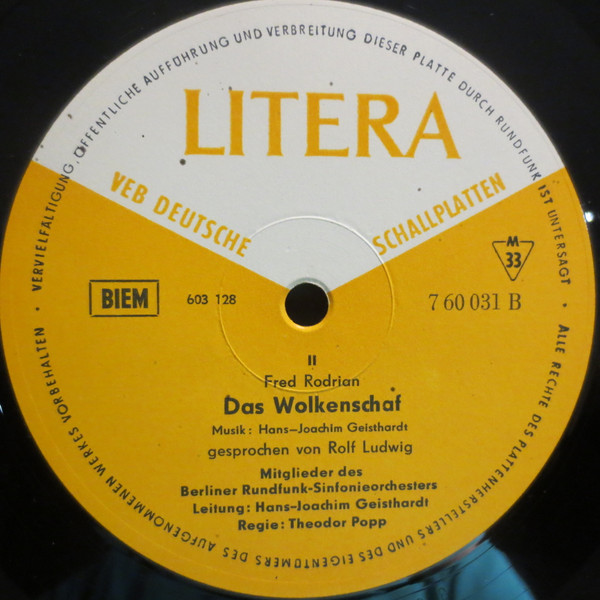 LITERA
VEB DEUTSCHE SCHALLPLATTEN
BIEM
603 128
M
33
7 60 031 B
II
Fred Rodrian
Das Wolkenschaf
Musik: Hans-Joachim Geisthardt
gesprochen von Rolf Ludwig
Mitglieder des
Berliner Rundfunk-Sinfonieorchesters
Leitung: Hans-Joachim Geisthardt
Regie: Theodor Popp
ALLE RECHTE DES PLATTENHERSTELLERS UND DES EIGENTÜMERS DES AUFGENOMMENEN WERKES VORBEHALTEN • VERVIELFÄLTIGUNG, ÖFFENTLICHE AUFFÜHRUNG UND VERBREITUNG DIESER PLATTE DURCH RUNDFUNK IST UNTERSAGT •